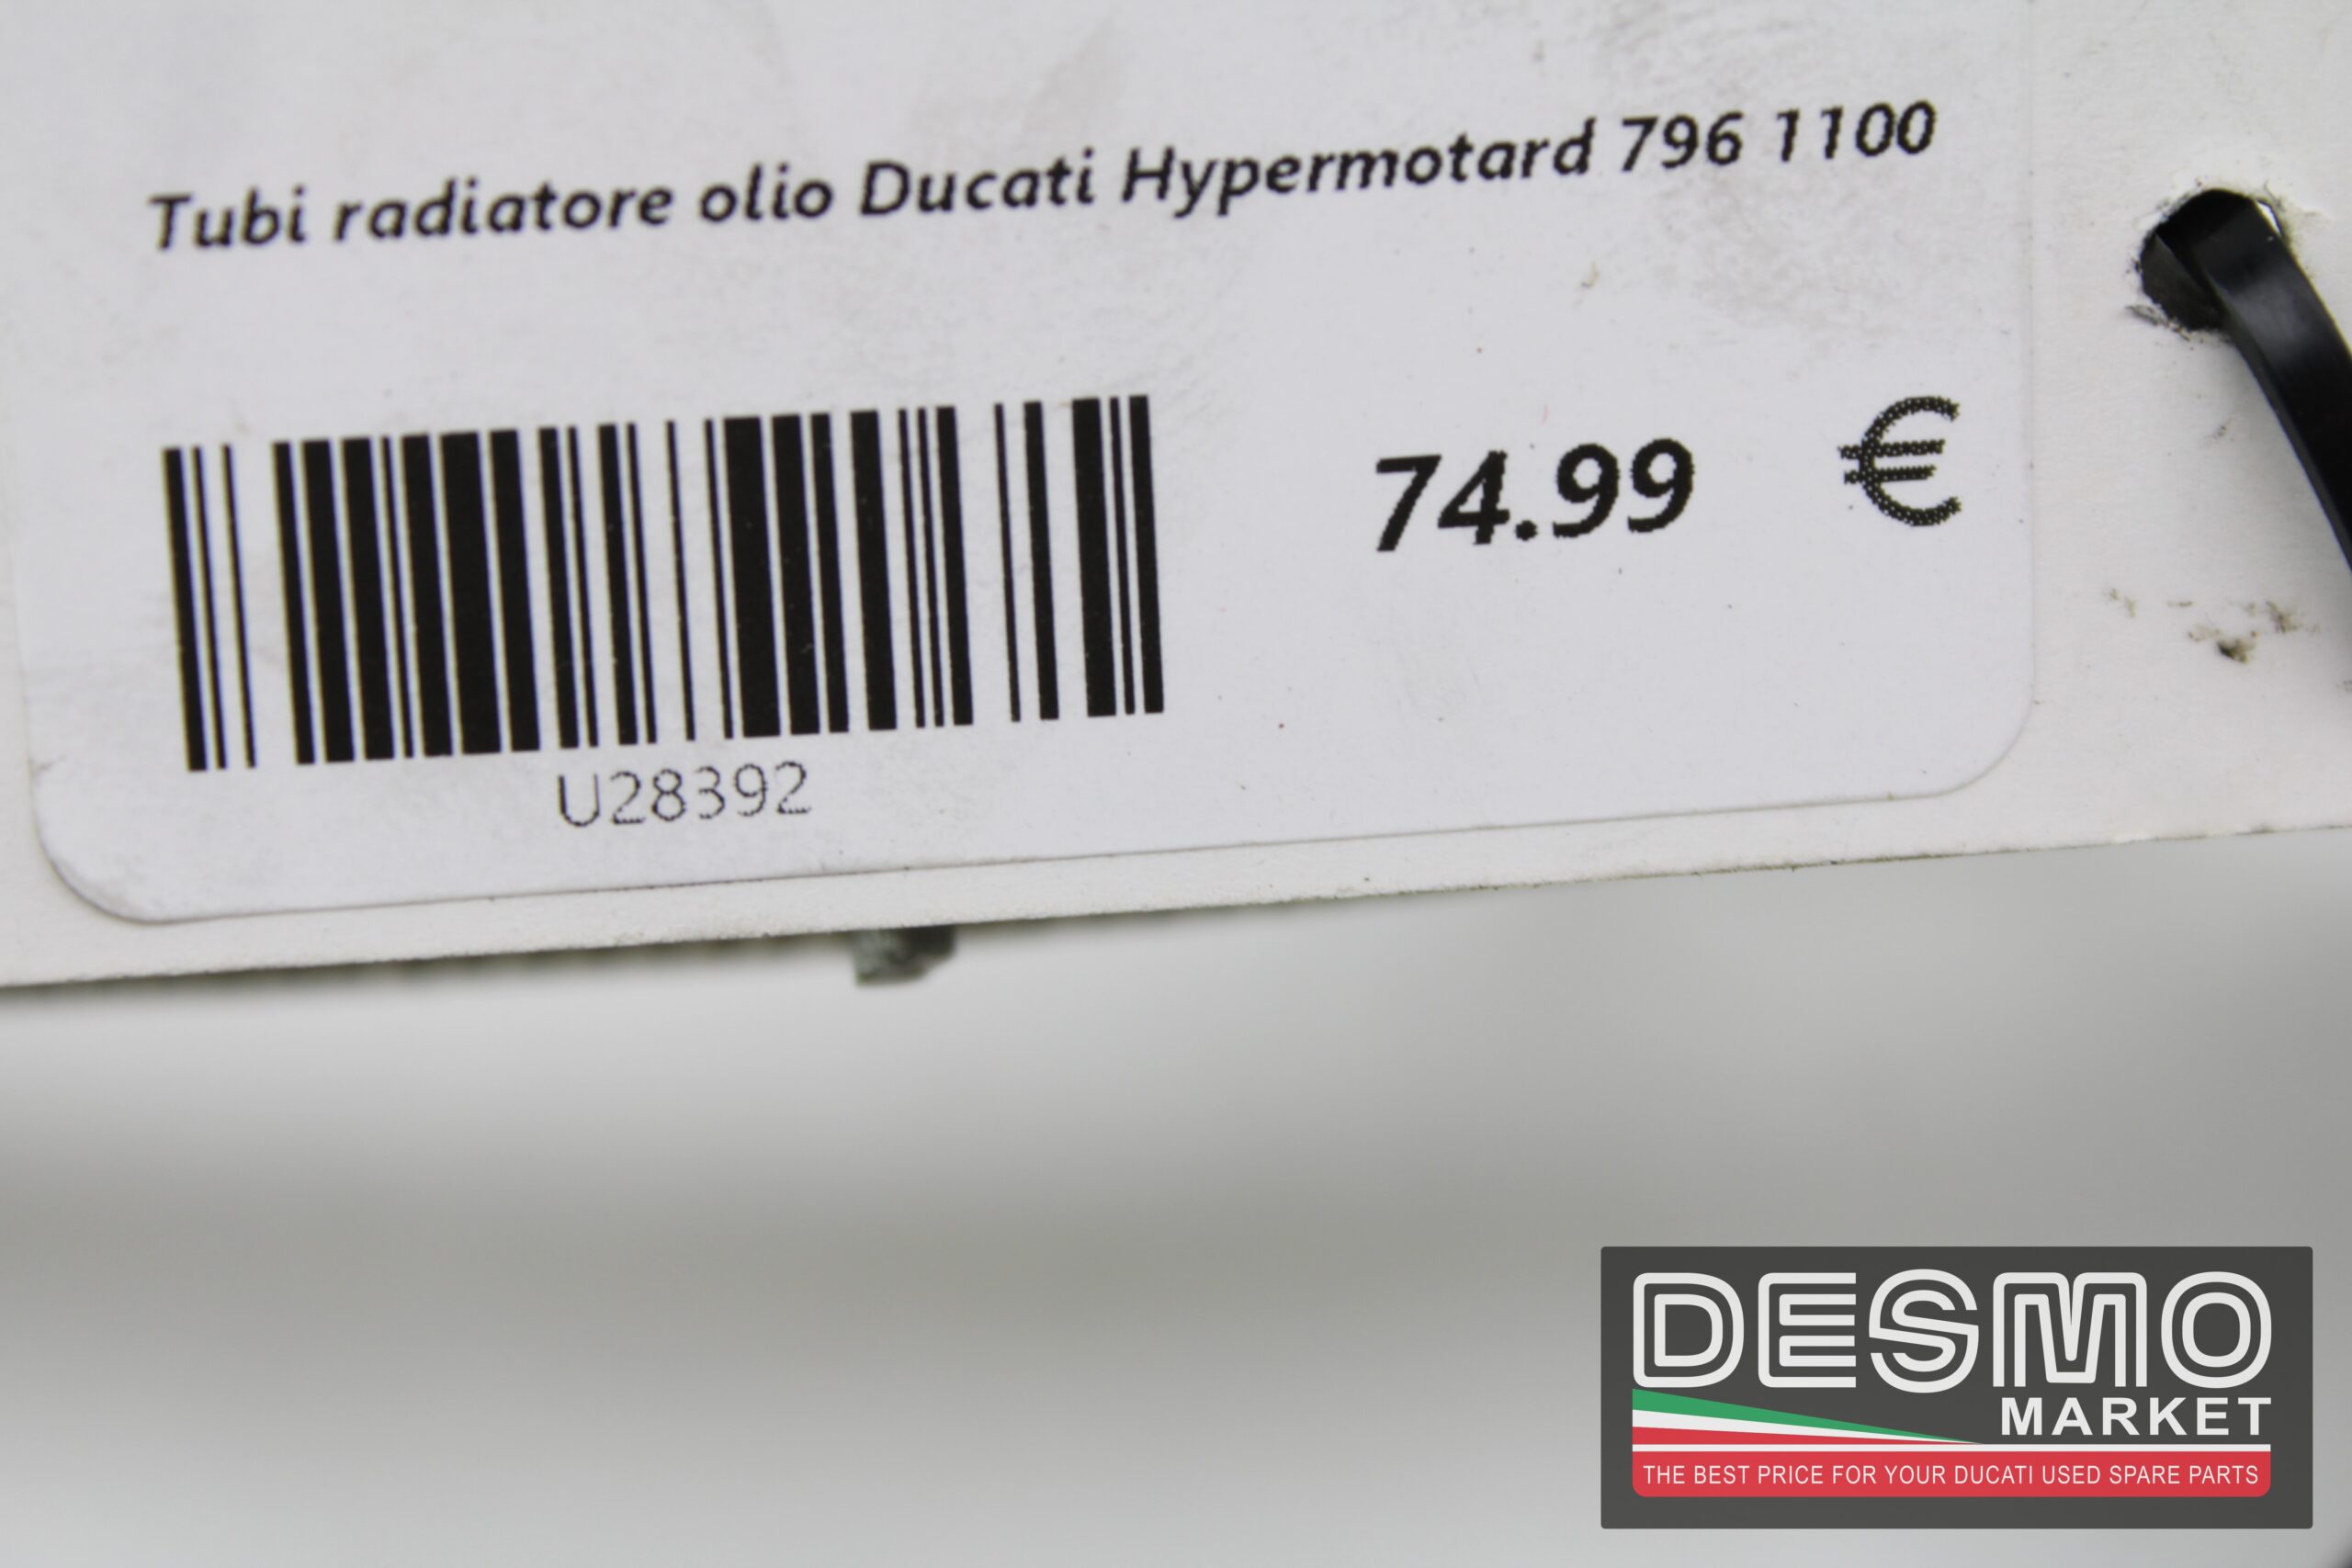 Tubi radiatore olio Ducati Hypermotard 796 1100
74.99 €
U28392
DESMO
MARKET
THE BEST PRICE FOR YOUR DUCATI USED SPARE PARTS